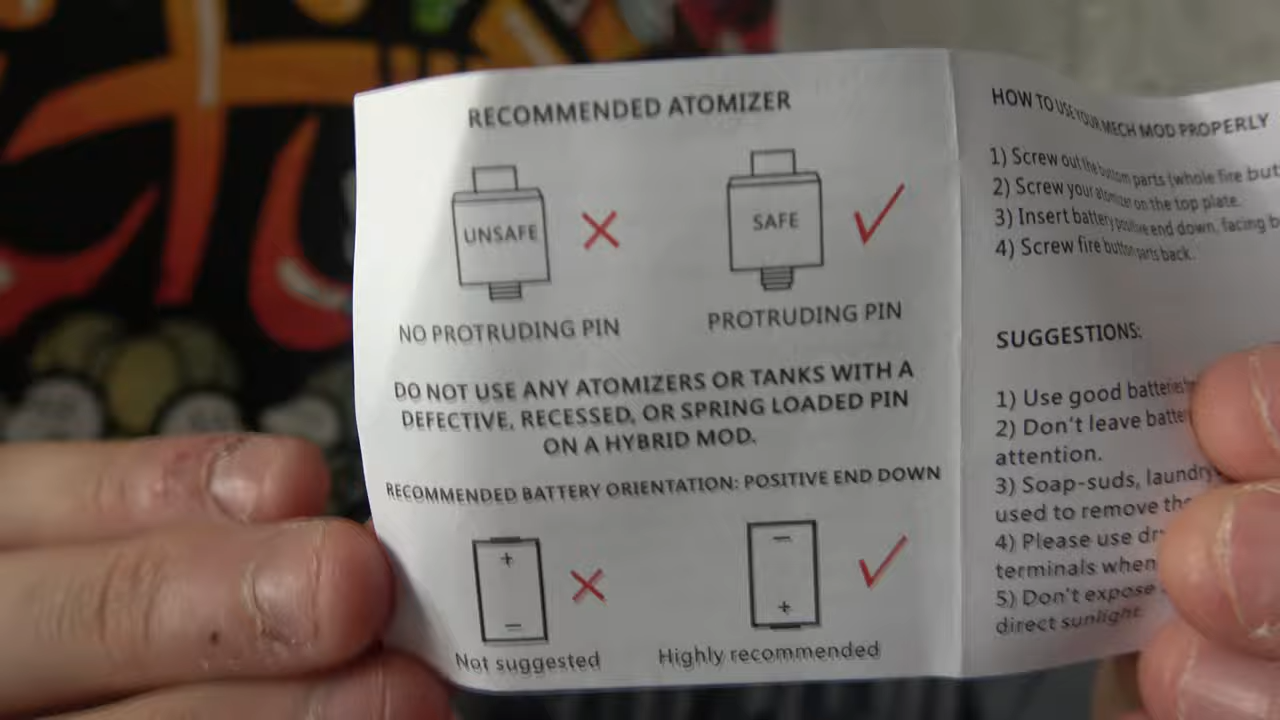 RECOMMENDED ATOMIZER
UNSAFE
SAFE
NO PROTRUDING PIN
PROTRUDING PIN
DO NOT USE ANY ATOMIZERS OR TANKS WITH A
DEFECTIVE, RECESSED, OR SPRING LOADED PIN
ON A HYBRID MOD.
RECOMMENDED BATTERY ORIENTATION: POSITIVE END DOWN
+
−
−
+
Not suggested
Highly recommended
HOW TO USE YOUR MECH MOD PROPERLY
1) Screw out the buttom parts (whole fire but
2) Screw your atomizer on the top plate.
3) Insert battery positive end down, facing b
4) Screw fire button parts back.
SUGGESTIONS:
1) Use good batteries
2) Don't leave batte
attention.
3) Soap-suds, laundry
used to remove the
4) Please use dr
terminals when
5) Don't expose
direct sunlight.